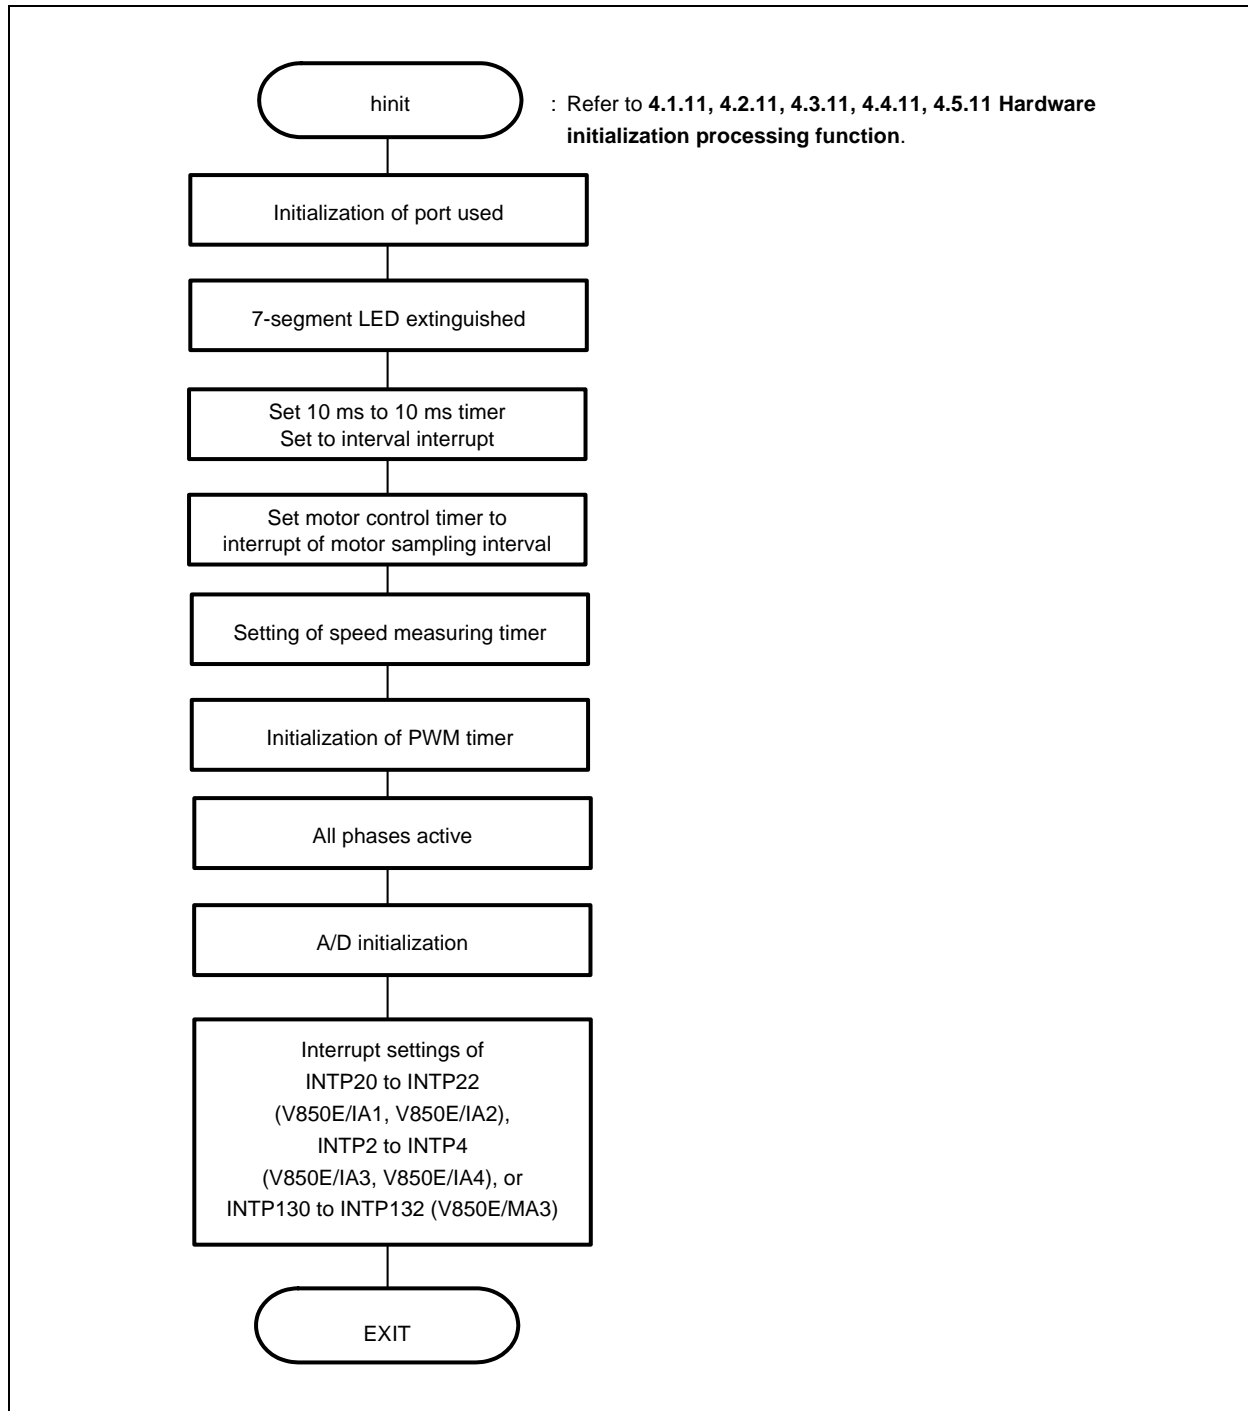 hinit
: Refer to 4.1.11, 4.2.11, 4.3.11, 4.4.11, 4.5.11 Hardware
initialization processing function.
Initialization of port used
7-segment LED extinguished
Set 10 ms to 10 ms timer
Set to interval interrupt
Set motor control timer to
interrupt of motor sampling interval
Setting of speed measuring timer
Initialization of PWM timer
All phases active
A/D initialization
Interrupt settings of
INTP20 to INTP22
(V850E/IA1, V850E/IA2),
INTP2 to INTP4
(V850E/IA3, V850E/IA4), or
INTP130 to INTP132 (V850E/MA3)
EXIT